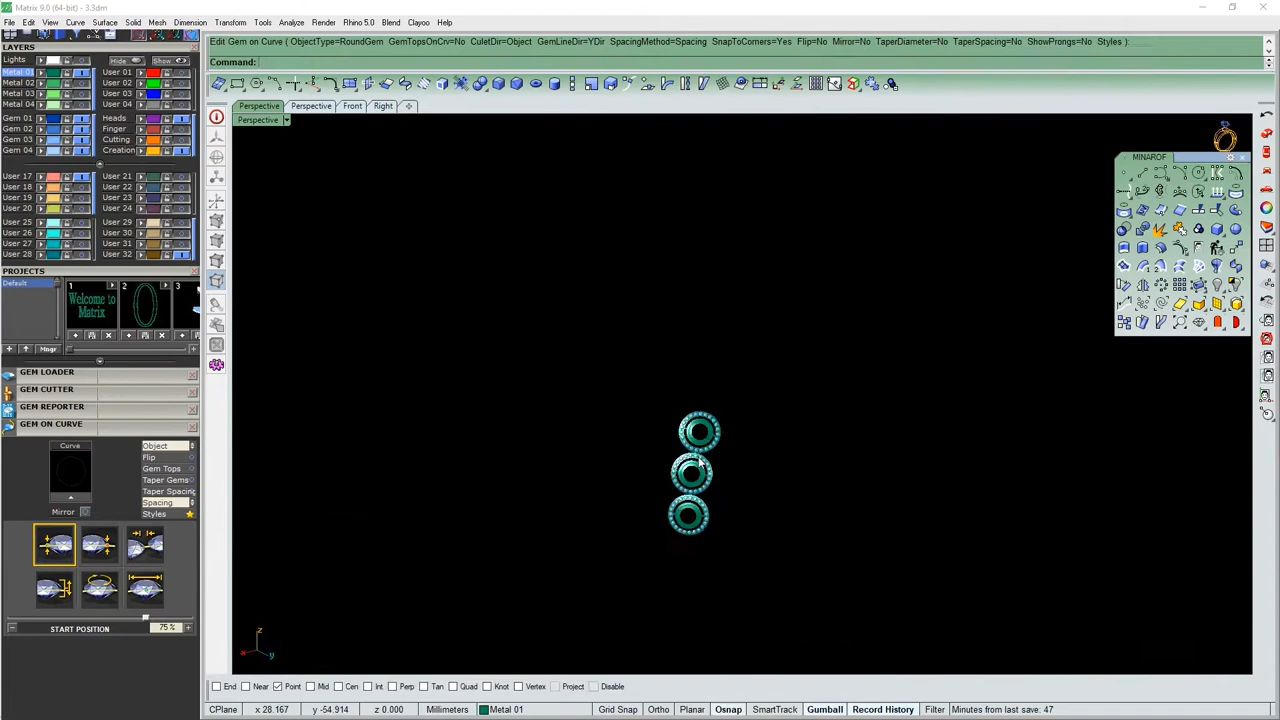 Matrix 9.0 (64-bit) - 3.3dm
File Edit View Curve Surface Solid Mesh Dimension Transform Tools Analyze Render Rhino 5.0 Blend Clayoo Help
LAYERS
Edit Gem on Curve ( ObjectType=RoundGem GemTopsOnCrv=No CuletDir=Object GemLineDir=YDir SpacingMethod=Spacing SnapToCorners=Yes Flip=No Mirror=No TaperDiameter=No TaperSpacing=No ShowProngs=No Styles ):
Command:
Lights Hide Show
Metal 01 User 01
Metal 02 User 02
Metal 03 User 03
Metal 04 User 04
Gem 01 Heads
Gem 02 Finger
Gem 03 Cutting
Gem 04 Creation
User 17 User 21
User 18 User 22
User 19 User 23
User 20 User 24
User 25 User 29
User 26 User 30
User 27 User 31
User 28 User 32
Perspective Perspective Front Right
Perspective
MINAROF
PROJECTS
Default
1 2 3
Welcome to Matrix
Mngr
GEM LOADER
GEM CUTTER
GEM REPORTER
GEM ON CURVE
Curve
Object
Flip
Gem Tops
Taper Gems
Taper Spacing
Spacing
Mirror
Styles
START POSITION 75 %
z
x y
End Near Point Mid Cen Int Perp Tan Quad Knot Vertex Project Disable
CPlane x 28.167 y -54.914 z 0.000 Millimeters Metal 01 Grid Snap Ortho Planar Osnap SmartTrack Gumball Record History Filter Minutes from last save: 47